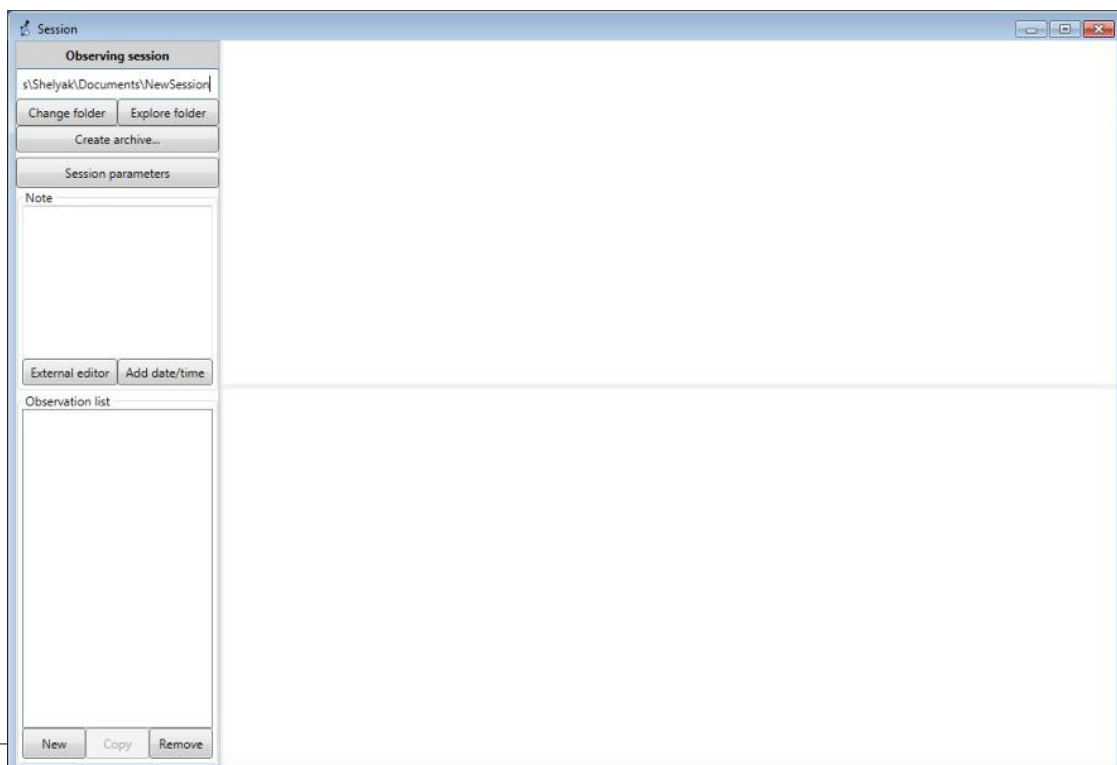 Session
Observing session
s\Shelyak\Documents\NewSession
Change folder Explore folder
Create archive...
Session parameters
Note
External editor Add date/time
Observation list
New Copy Remove